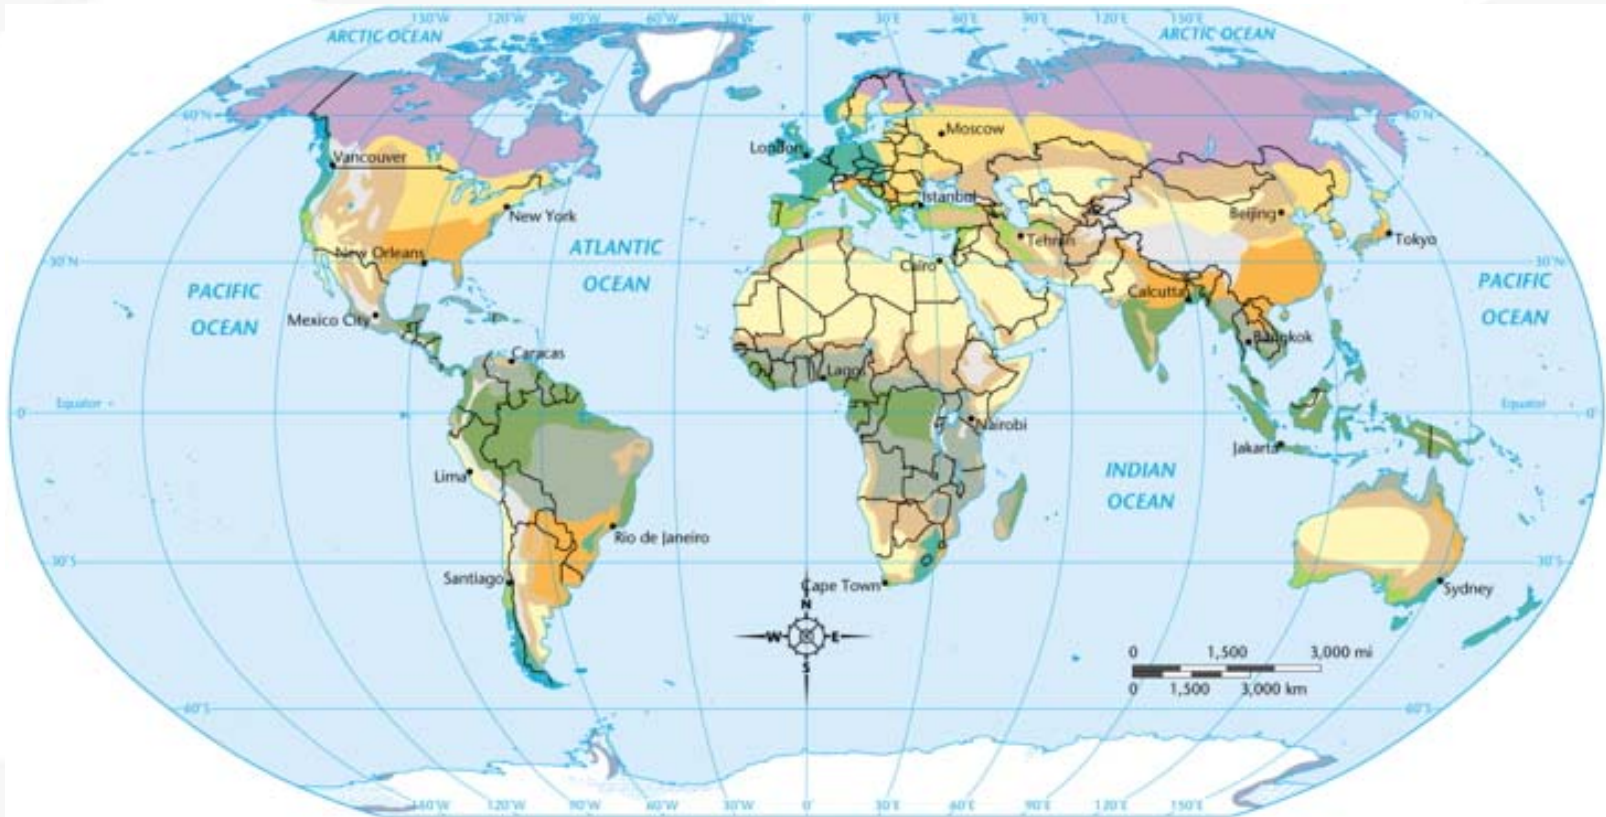 150°W 120°W 90°W 60°W 30°W 0° 30°E 60°E 90°E 120°E 150°E
ARCTIC OCEAN
ARCTIC OCEAN
60°N
60°N
Moscow
London
Vancouver
Istanbul
New York
Beijing
Tehran
Tokyo
ATLANTIC
OCEAN
New Orleans
30°N
30°N
Cairo
PACIFIC
OCEAN
PACIFIC
OCEAN
Calcutta
Mexico City
Bangkok
Caracas
Lagos
0°
Equator
Equator
0°
Nairobi
Jakarta
Lima
INDIAN
OCEAN
Rio de Janeiro
30°S
30°S
Santiago
Cape Town
Sydney
N
W E
S
0 1,500 3,000 mi
0 1,500 3,000 km
60°S
60°S
150°W 120°W 90°W 60°W 30°W 0° 30°E 60°E 90°E 120°E 150°E